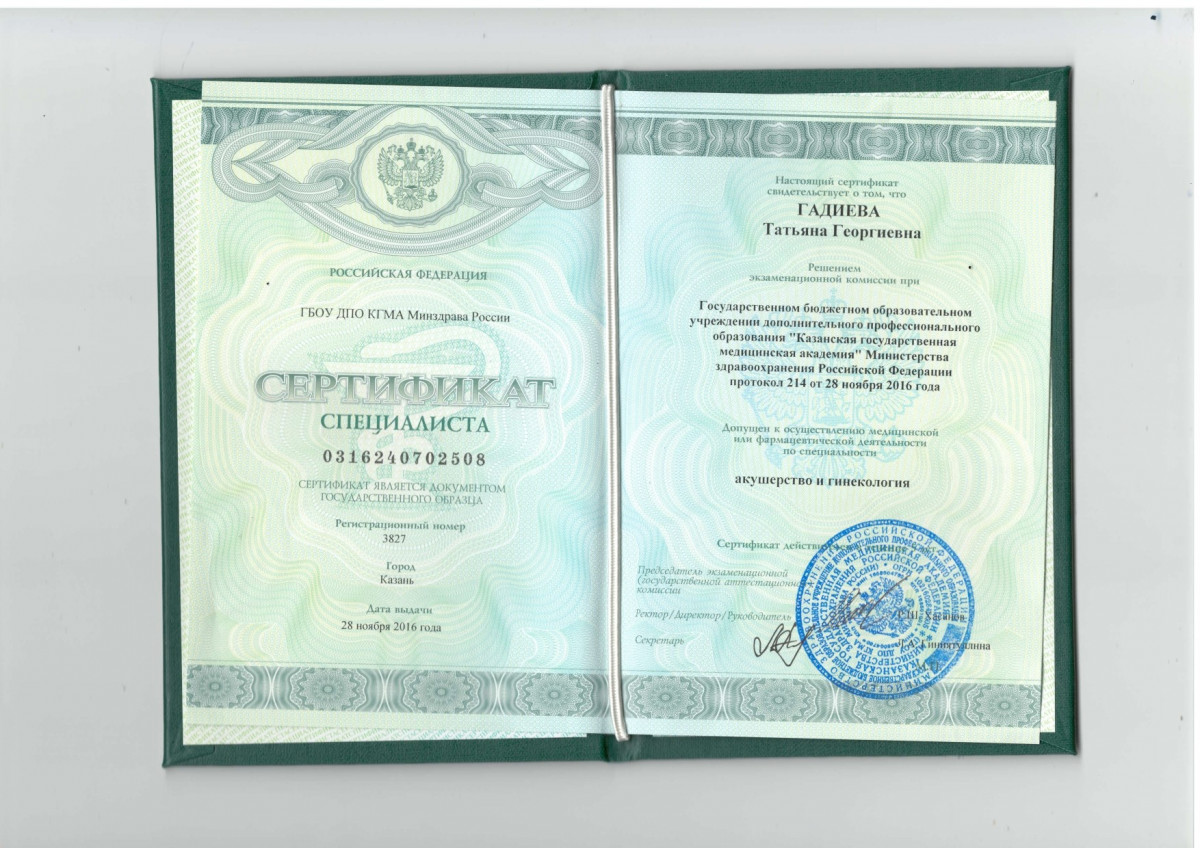 РОССИЙСКАЯ ФЕДЕРАЦИЯ
ГБОУ ДПО КГМА Минздрава России
СЕРТИФИКАТ
СПЕЦИАЛИСТА
0316240702508
СЕРТИФИКАТ ЯВЛЯЕТСЯ ДОКУМЕНТОМ
ГОСУДАРСТВЕННОГО ОБРАЗЦА
Регистрационный номер
3827
Город
Казань
Дата выдачи
28 ноября 2016 года
Настоящий сертификат
свидетельствует о том, что
ГАДИЕВА
Татьяна Георгиевна
Решением
экзаменационной комиссии при
Государственном бюджетном образовательном
учреждении дополнительного профессионального
образования "Казанская государственная
медицинская академия" Министерства
здравоохранения Российской Федерации
протокол 214 от 28 ноября 2016 года
Допущен к осуществлению медицинской
или фармацевтической деятельности
по специальности
акушерство и гинекология
Сертификат
Председатель экзаменационной
(государственной аттестационной)
комиссии
Ректор/Директор/Руководитель
Секретарь